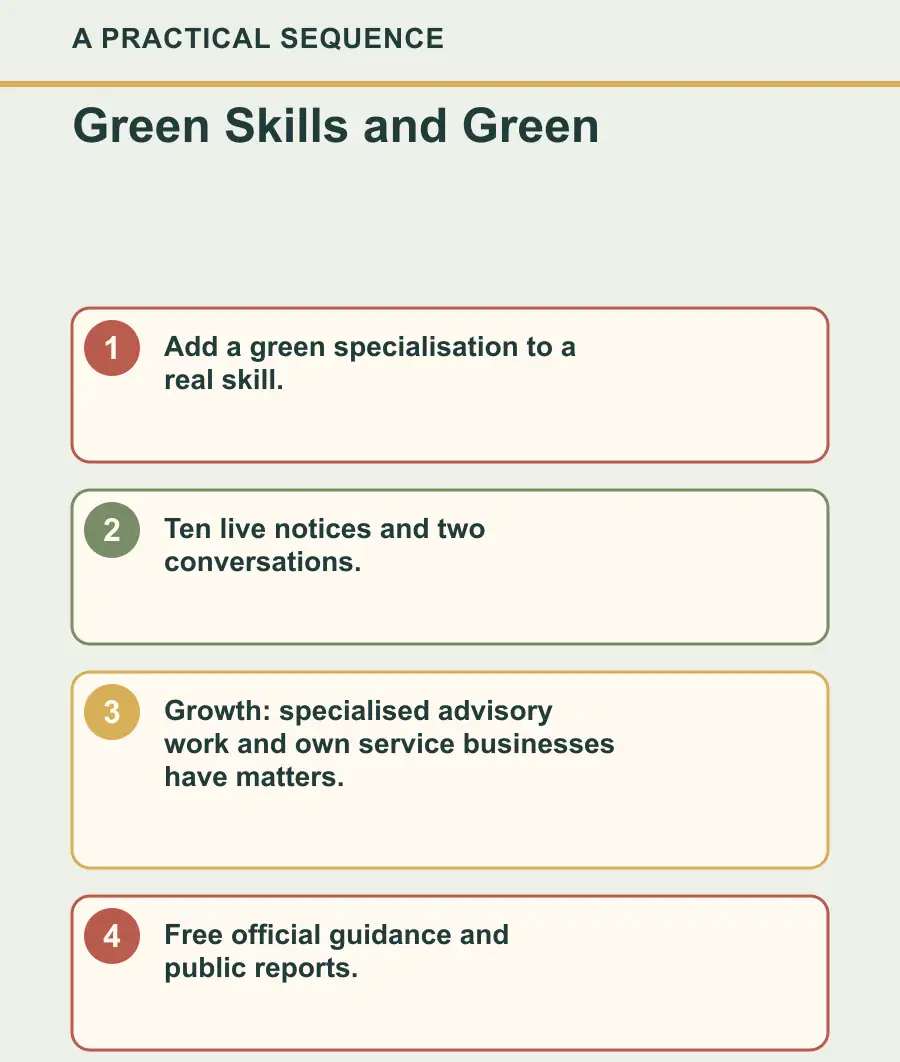 A PRACTICAL SEQUENCE
Green Skills and Green
1
Add a green specialisation to a
real skill.
2
Ten live notices and two
conversations.
3
Growth: specialised advisory
work and own service businesses
have matters.
4
Free official guidance and
public reports.